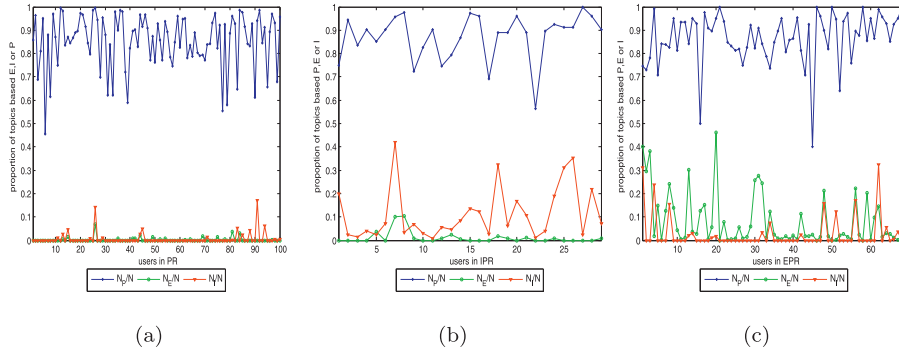 proportion of topics based E,I or P
1
0.9
0.8
0.7
0.6
0.5
0.4
0.3
0.2
0.1
0
10 20 30 40 50 60 70 80 90 100
users in PR
N_P/N N_E/N N_I/N
(a)
propotion of topics based P,E or I
1
0.9
0.8
0.7
0.6
0.5
0.4
0.3
0.2
0.1
0
5 10 15 20 25
users in IPR
N_P/N N_E/N N_I/N
(b)
propotion of topics based P,E or I
1
0.9
0.8
0.7
0.6
0.5
0.4
0.3
0.2
0.1
0
10 20 30 40 50 60
users in EPR
N_P/N N_E/N N_I/N
(c)